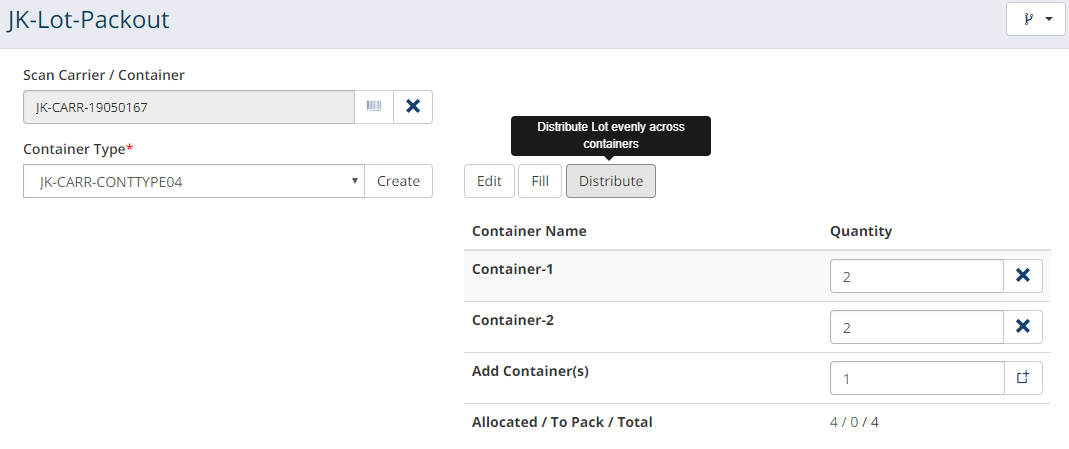 JK-Lot-Packout
Scan Carrier / Container
JK-CARR-19050167
Container Type*
JK-CARR-CONTTYPE04
Create
Distribute Lot evenly across
containers
Edit Fill Distribute
Container Name Quantity
Container-1 2
Container-2 2
Add Container(s) 1
Allocated / To Pack / Total 4 / 0 / 4